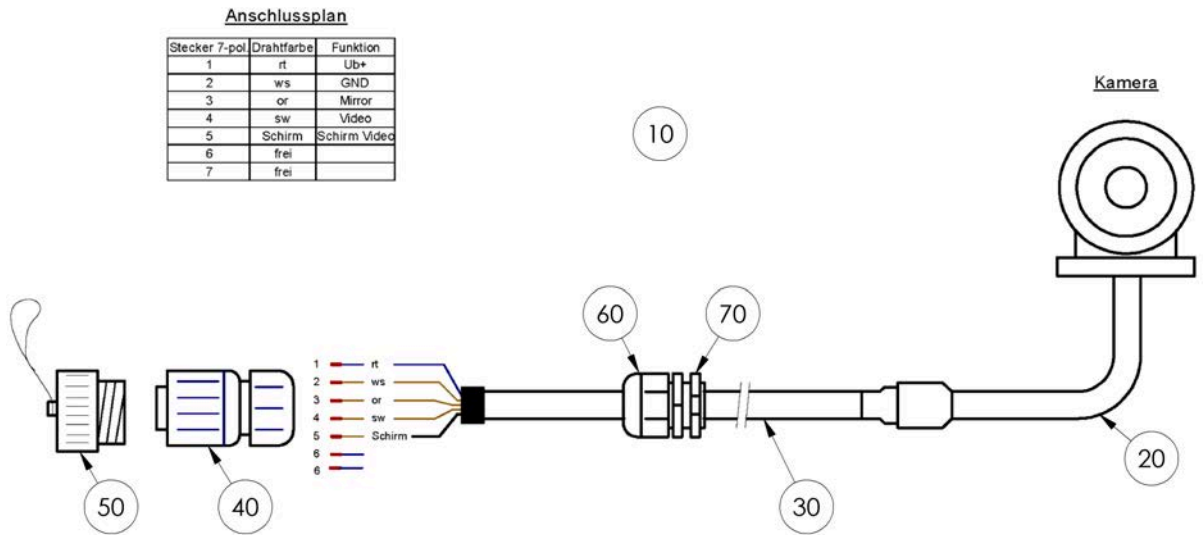 Anschlussplan
Stecker 7-pol. Drahtfarbe Funktion
1 rt Ub+
2 ws GND
3 or Mirror
4 sw Video
5 Schirm Schirm Video
6 frei
7 frei
Kamera
10
60
70
1 rt
2 ws
3 or
4 sw
5 Schirm
6
6
50
40
30
20